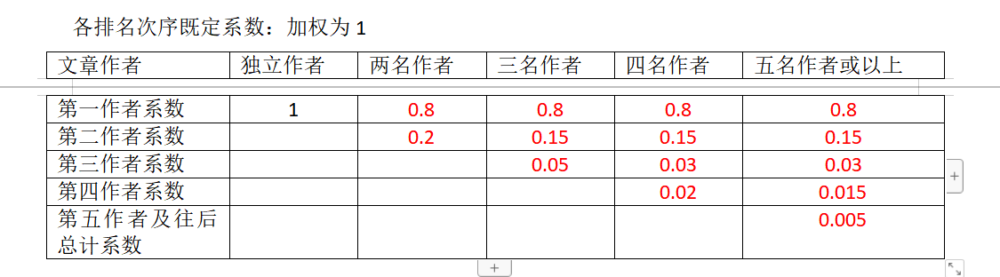 各排名次序既定系数：加权为 1
文章作者 独立作者 两名作者 三名作者 四名作者 五名作者或以上
第一作者系数 1 0.8 0.8 0.8 0.8
第二作者系数 0.2 0.15 0.15 0.15
第三作者系数 0.05 0.03 0.03
第四作者系数 0.02 0.015
第五作者及往后 0.005
总计系数